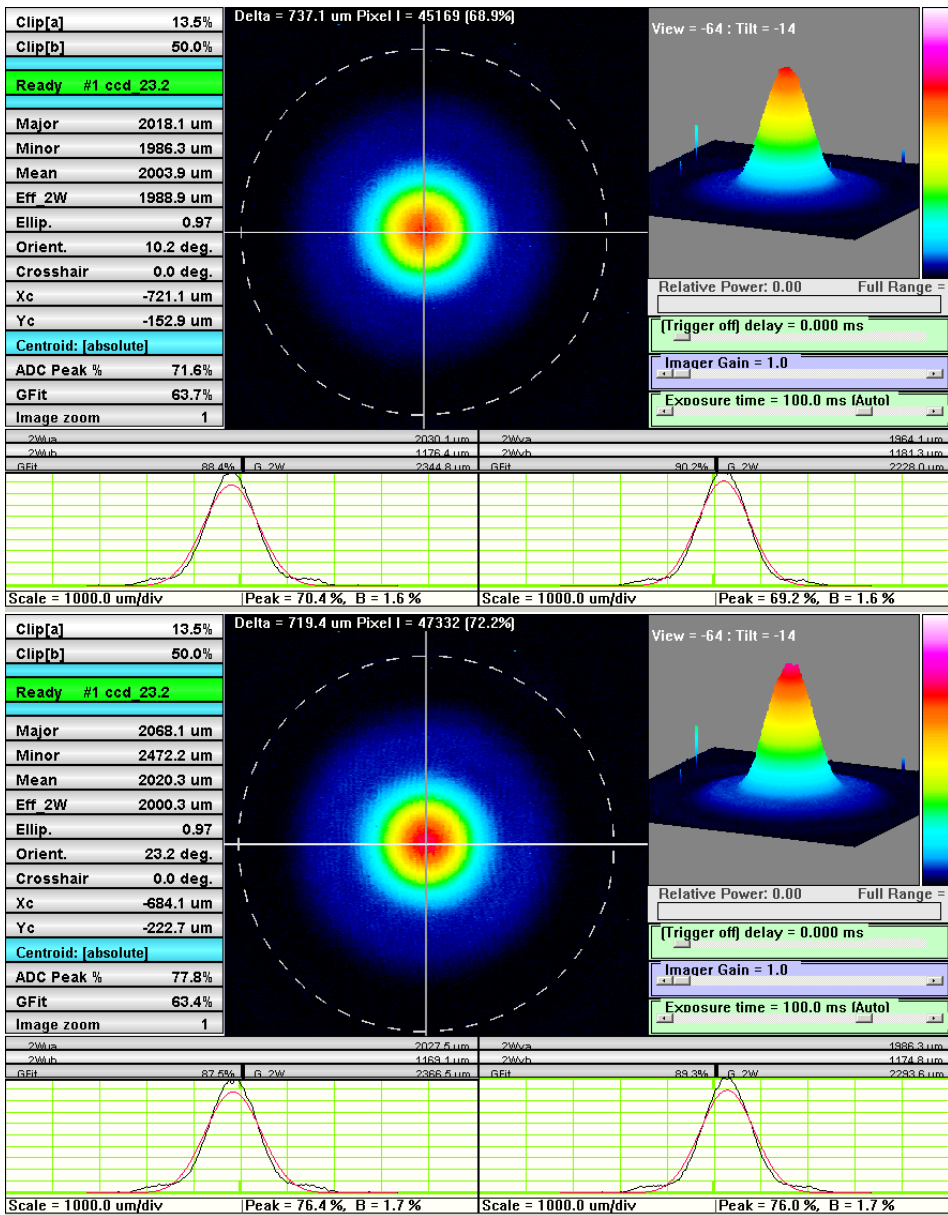 Clip[a] 13.5%
Clip[b] 50.0%
Ready #1 ccd_23.2
Major 2018.1 um
Minor 1986.3 um
Mean 2003.9 um
Eff_2W 1988.9 um
Ellip. 0.97
Orient. 10.2 deg.
Crosshair 0.0 deg.
Xc -721.1 um
Yc -152.9 um
Centroid: [absolute]
ADC Peak % 71.6%
GFit 63.7%
Image zoom 1
Delta = 737.1 um Pixel I = 45169 (68.9%)
View = -64 : Tilt = -14
Relative Power: 0.00 Full Range =
(Trigger off) delay = 0.000 ms
Imager Gain = 1.0
Exposure time = 100.0 ms (Auto)
2Wua 2030.1 um
2Wub 1176.4 um
GFit 88.4% G_2W 2344.8 um
2Wva 1964.1 um
2Wvb 1181.3 um
GFit 90.2% G_2W 2228.0 um
Scale = 1000.0 um/div Peak = 70.4 %, B = 1.6 %
Scale = 1000.0 um/div Peak = 69.2 %, B = 1.6 %
Clip[a] 13.5%
Clip[b] 50.0%
Ready #1 ccd_23.2
Major 2068.1 um
Minor 2472.2 um
Mean 2020.3 um
Eff_2W 2000.3 um
Ellip. 0.97
Orient. 23.2 deg.
Crosshair 0.0 deg.
Xc -684.1 um
Yc -222.7 um
Centroid: [absolute]
ADC Peak % 77.8%
GFit 63.4%
Image zoom 1
Delta = 719.4 um Pixel I = 47332 (72.2%)
View = -64 : Tilt = -14
Relative Power: 0.00 Full Range =
(Trigger off) delay = 0.000 ms
Imager Gain = 1.0
Exposure time = 100.0 ms (Auto)
2Wua 2027.5 um
2Wub 1169.1 um
GFit 87.5% G_2W 2366.5 um
2Wva 1986.3 um
2Wvb 1174.8 um
GFit 89.3% G_2W 2293.6 um
Scale = 1000.0 um/div Peak = 76.4 %, B = 1.7 %
Scale = 1000.0 um/div Peak = 76.0 %, B = 1.7 %